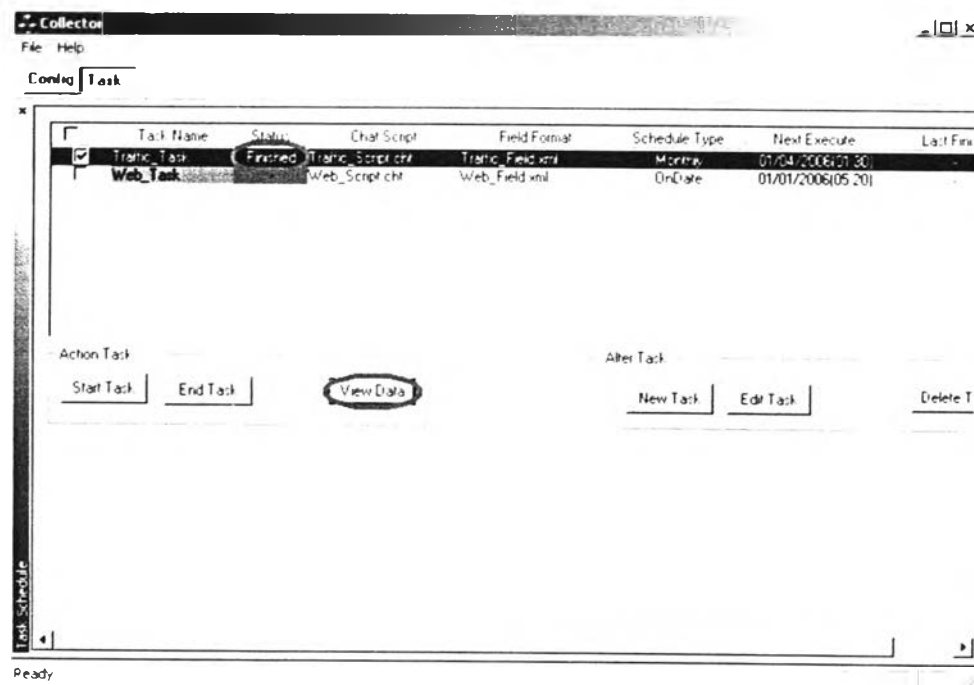 Collector
File Help
Config Task
Task Name Status Chat Script Field Format Schedule Type Next Execute Last Fini
Traffic_Task Finished Traffic_Script.cht Traffic_Field.xml Monthly 01/04/2006(01:30) -
Web_Task Web_Script.cht Web_Field.xml OnDate 01/01/2006(05:20) -
Action Task Alter Task
Start Task End Task View Data New Task Edit Task Delete T
Task Schedule
Ready